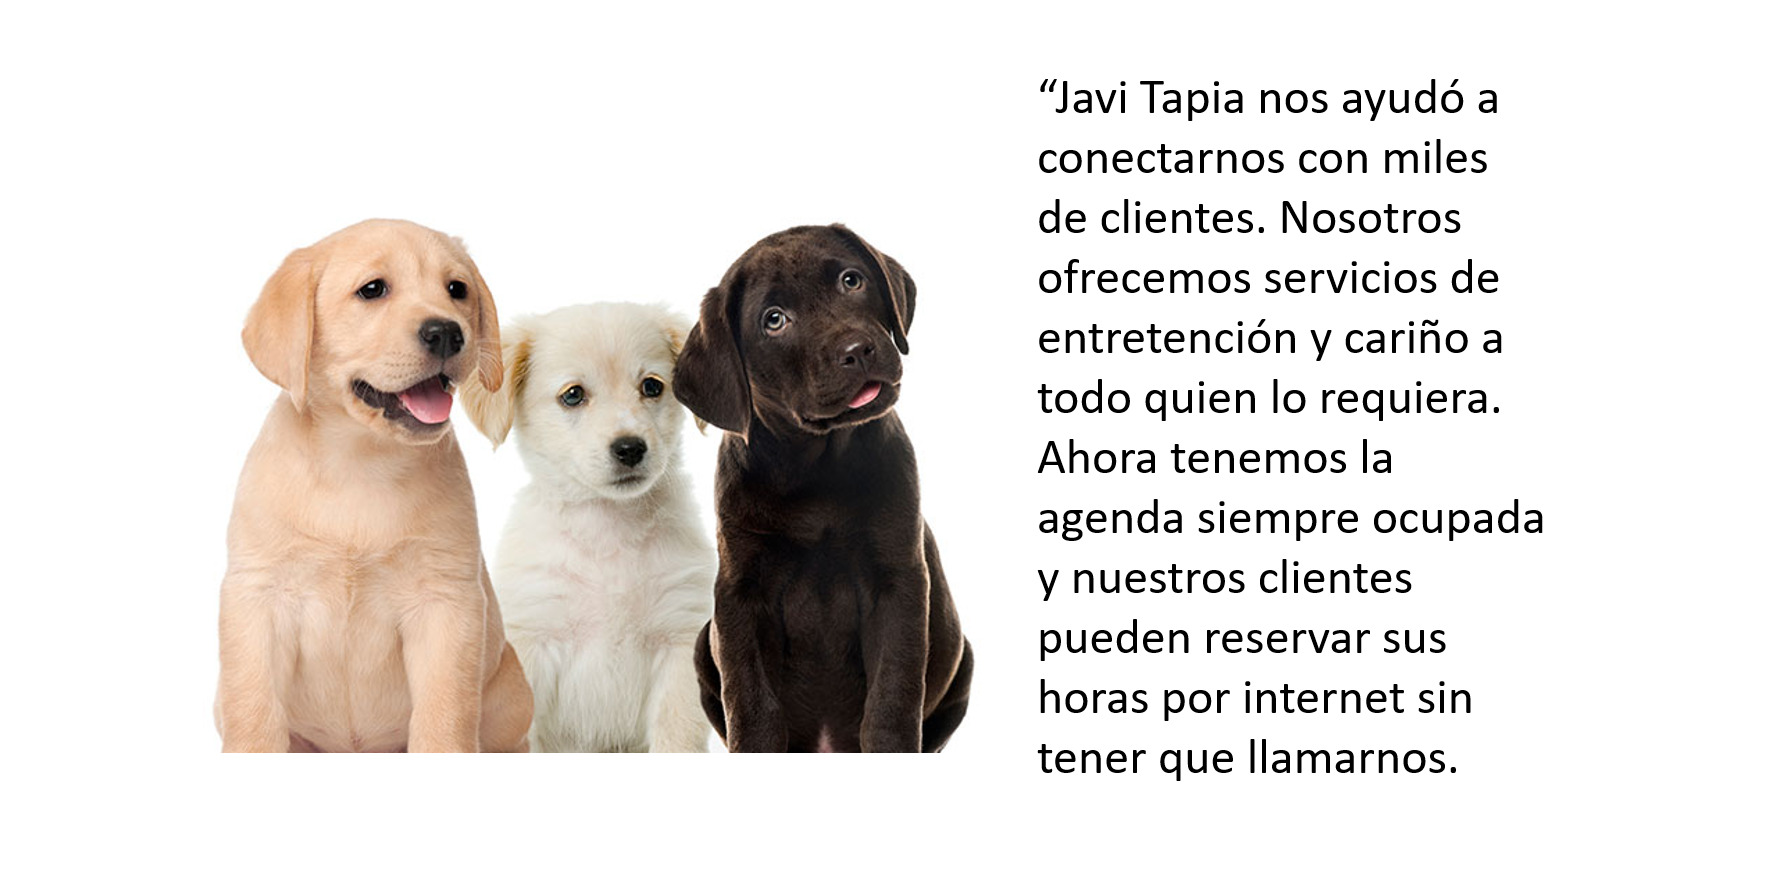 “Javi Tapia nos ayudó a
conectarnos con miles
de clientes. Nosotros
ofrecemos servicios de
entretención y cariño a
todo quien lo requiera.
Ahora tenemos la
agenda siempre ocupada
y nuestros clientes
pueden reservar sus
horas por internet sin
tener que llamarnos.